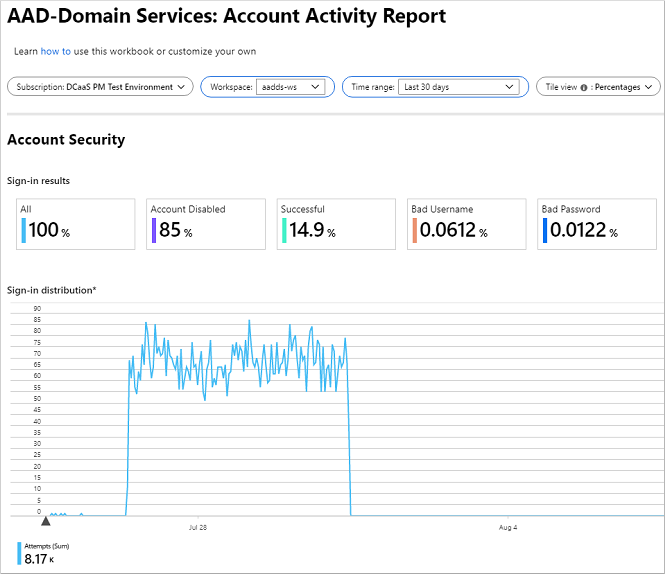 AAD-Domain Services: Account Activity Report
Learn how to use this workbook or customize your own
Subscription: DCaaS PM Test Environment
Workspace: aadds-ws
Time range: Last 30 days
Tile view : Percentages
Account Security
Sign-in results
All
100 %
Account Disabled
85 %
Successful
14.9 %
Bad Username
0.0612 %
Bad Password
0.0122 %
Sign-in distribution*
90
85
80
75
70
65
60
55
50
45
40
35
30
25
20
15
10
5
0
Jul 28
Aug 4
Attempts (Sum)
8.17 K